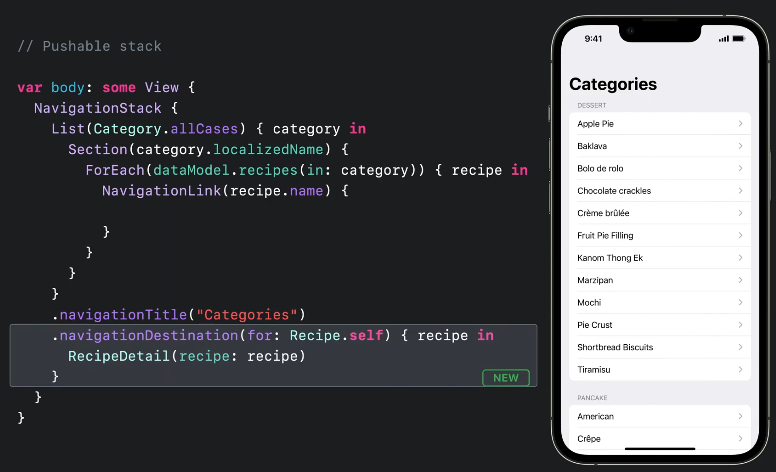 // Pushable stack
var body: some View {
NavigationStack {
List(Category.allCases) { category in
Section(category.localizedName) {
ForEach(dataModel.recipes(in: category)) { recipe in
NavigationLink(recipe.name) {
}
}
}
}
.navigationTitle("Categories")
.navigationDestination(for: Recipe.self) { recipe in
RecipeDetail(recipe: recipe)
}
NEW
}
}
9:41
Categories
DESSERT
Apple Pie
Baklava
Bolo de rolo
Chocolate crackles
Crème brûlée
Fruit Pie Filling
Kanom Thong Ek
Marzipan
Mochi
Pie Crust
Shortbread Biscuits
Tiramisu
PANCAKE
American
Crêpe